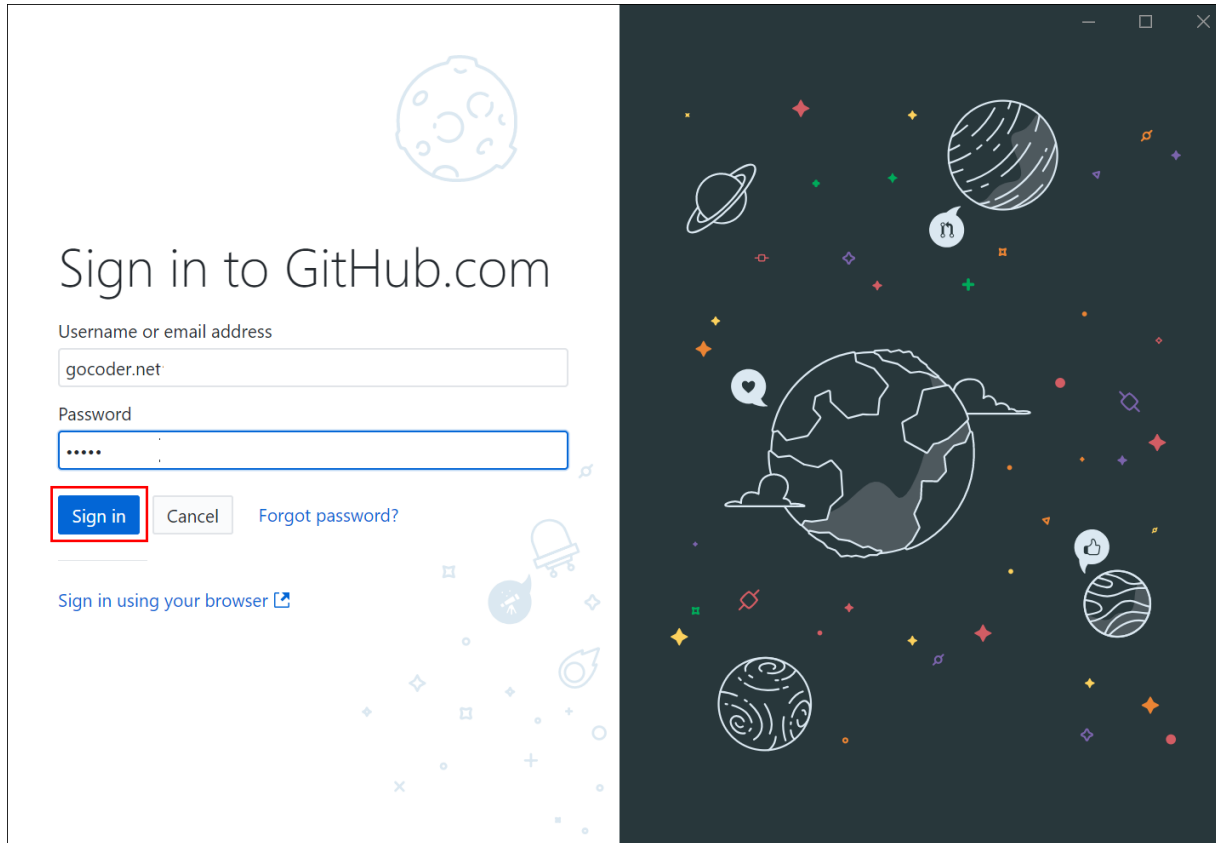 Sign in to GitHub.com
Username or email address
gocoder.net
Password
•••••
Sign in
Cancel
Forgot password?
Sign in using your browser